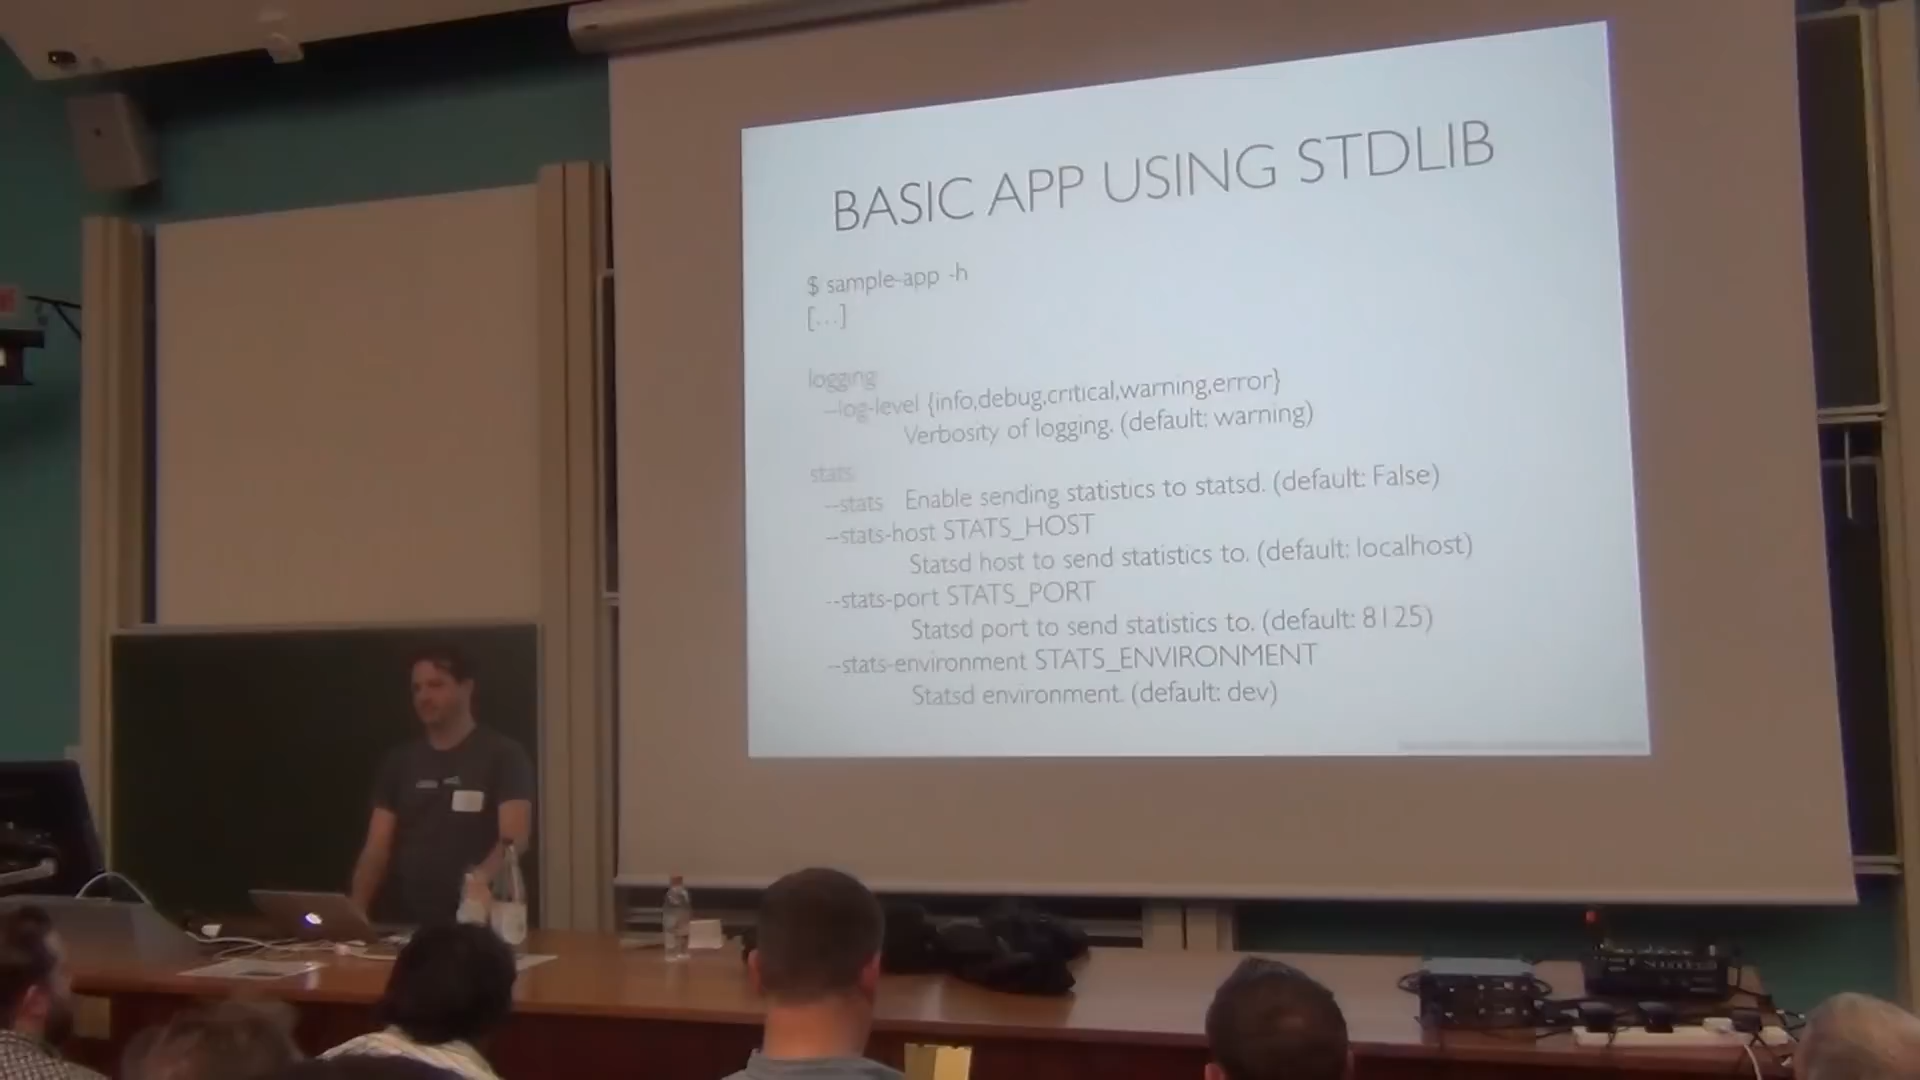 BASIC APP USING STDLIB
$ sample-app -h
[...]
logging:
--log-level {info,debug,critical,warning,error}
Verbosity of logging. (default: warning)
stats:
--stats Enable sending statistics to statsd. (default: False)
--stats-host STATS_HOST
Statsd host to send statistics to. (default: localhost)
--stats-port STATS_PORT
Statsd port to send statistics to. (default: 8125)
--stats-environment STATS_ENVIRONMENT
Statsd environment. (default: dev)